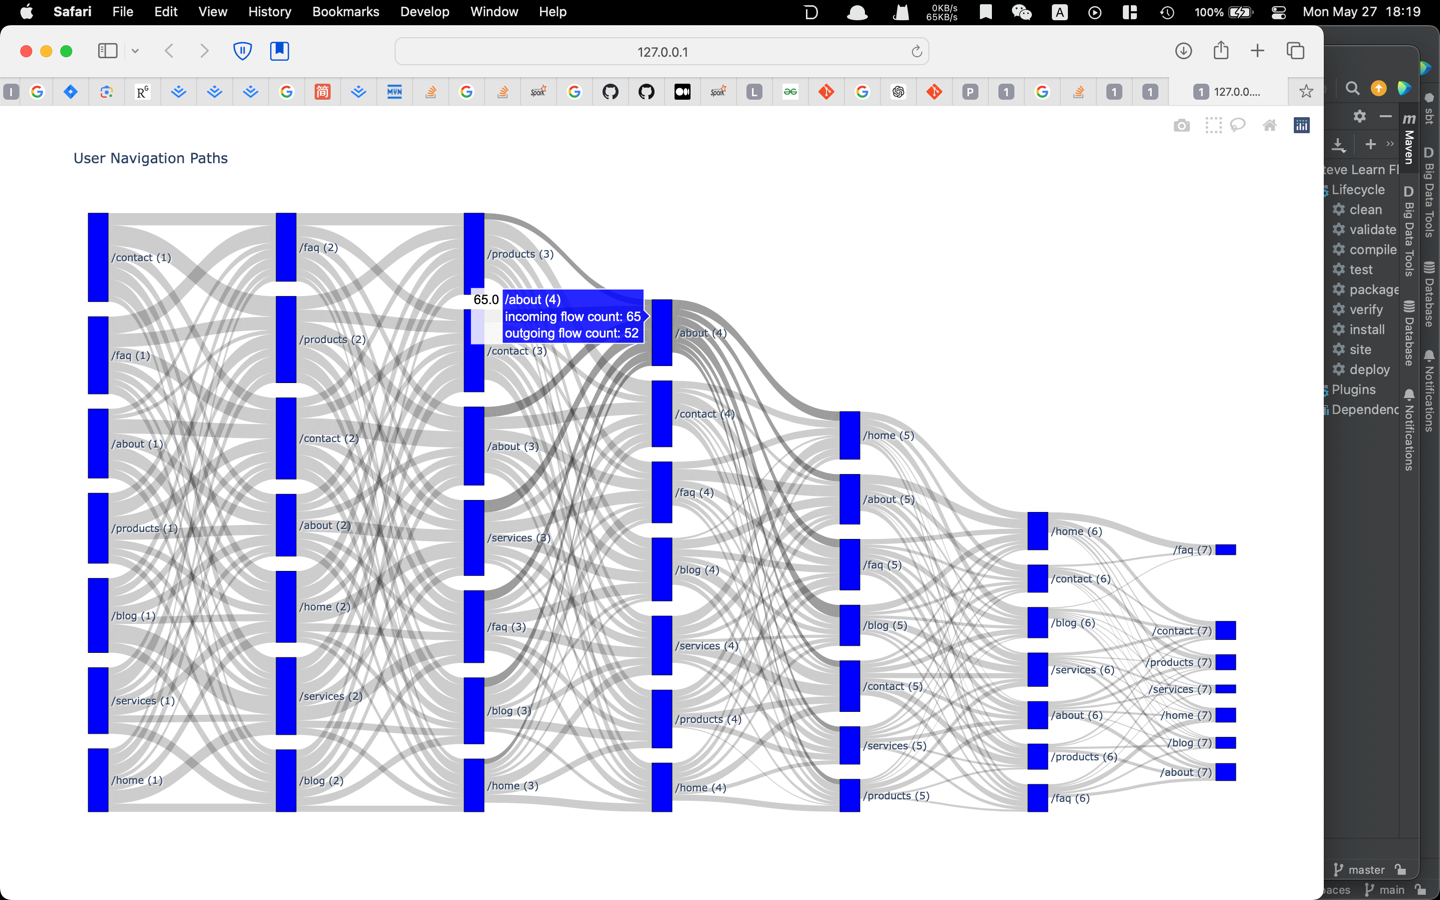 Safari File Edit View History Bookmarks Develop Window Help
0KB/s
65KB/s
A
100%
Mon May 27 18:19
127.0.0.1
1 127.0.0....
User Navigation Paths
/contact (1)
/faq (1)
/about (1)
/products (1)
/blog (1)
/services (1)
/home (1)
/faq (2)
/products (2)
/contact (2)
/about (2)
/home (2)
/services (2)
/blog (2)
/products (3)
/contact (3)
/about (3)
/services (3)
/faq (3)
/blog (3)
/home (3)
65.0
/about (4)
incoming flow count: 65
outgoing flow count: 52
/about (4)
/contact (4)
/faq (4)
/blog (4)
/services (4)
/products (4)
/home (4)
/home (5)
/about (5)
/faq (5)
/blog (5)
/contact (5)
/services (5)
/products (5)
/home (6)
/contact (6)
/blog (6)
/services (6)
/about (6)
/products (6)
/faq (6)
/faq (7)
/contact (7)
/products (7)
/services (7)
/home (7)
/blog (7)
/about (7)
teve Learn Fl
Lifecycle
clean
validate
compile
test
package
verify
install
site
deploy
Plugins
Dependenc
Maven
Big Data Tools
Database
Notifications
sbt
Big Data Tools
Database
Notifications
master
paces
main